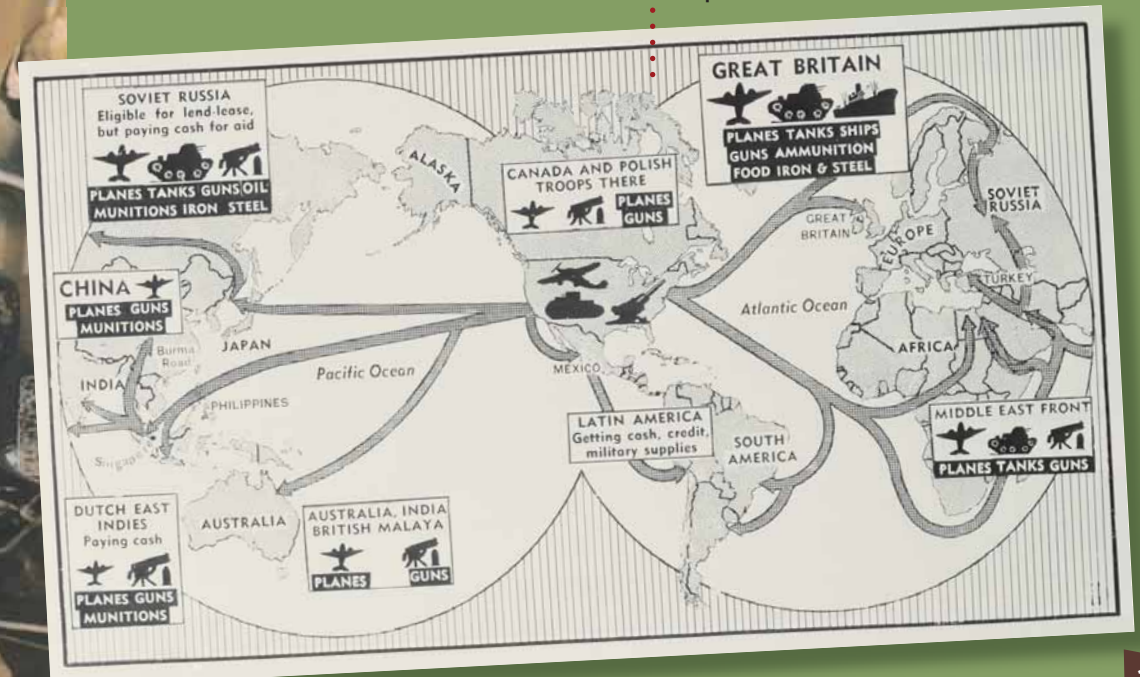 SOVIET RUSSIA
Eligible for lend-lease,
but paying cash for aid
PLANES TANKS GUNS OIL
MUNITIONS IRON STEEL
ALASKA
CANADA AND POLISH
TROOPS THERE
PLANES
GUNS
GREAT BRITAIN
PLANES TANKS SHIPS
GUNS AMMUNITION
FOOD IRON & STEEL
GREAT
BRITAIN
EUROPE
SOVIET
RUSSIA
TURKEY
CHINA
PLANES GUNS
MUNITIONS
Burma
Road
JAPAN
INDIA
PHILIPPINES
Pacific Ocean
Atlantic Ocean
AFRICA
MEXICO
LATIN AMERICA
Getting cash, credit,
military supplies
SOUTH
AMERICA
MIDDLE EAST FRONT
PLANES TANKS GUNS
DUTCH EAST
INDIES
Paying cash
PLANES GUNS
MUNITIONS
AUSTRALIA
AUSTRALIA, INDIA
BRITISH MALAYA
PLANES
GUNS